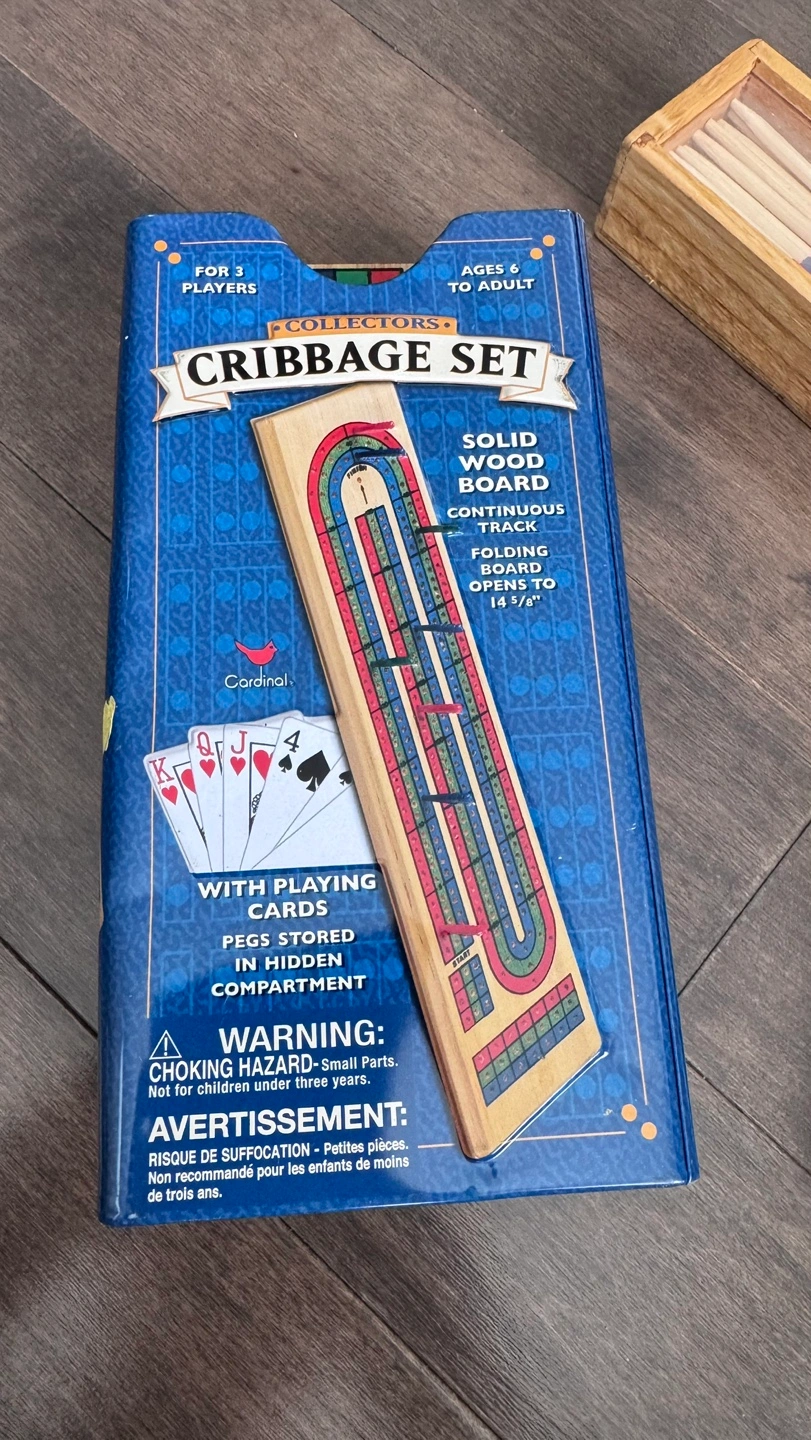 FOR 3
PLAYERS
AGES 6
TO ADULT
COLLECTORS
CRIBBAGE SET
SOLID
WOOD
BOARD
CONTINUOUS
TRACK
FOLDING
BOARD
OPENS TO
14 5/8"
FINISH
Cardinal
K
Q
J
4
WITH PLAYING
CARDS
PEGS STORED
IN HIDDEN
COMPARTMENT
START
WARNING:
CHOKING HAZARD- Small Parts.
Not for children under three years.
AVERTISSEMENT:
RISQUE DE SUFFOCATION - Petites pièces.
Non recommandé pour les enfants de moins
de trois ans.